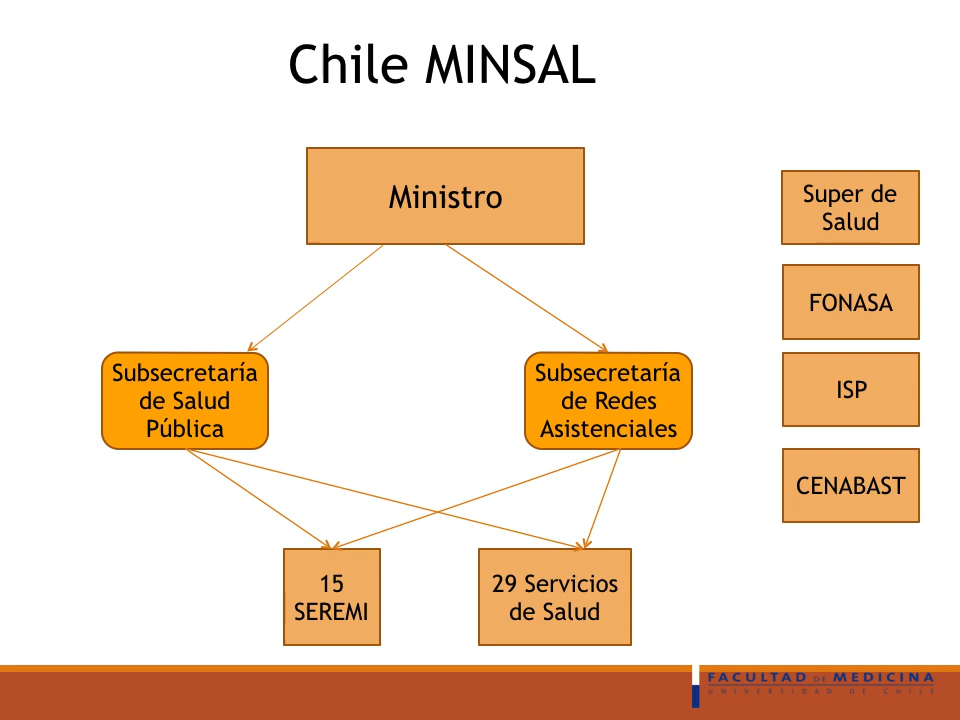 Chile MINSAL
Ministro
Super de
Salud
FONASA
Subsecretaría
de Salud
Pública
Subsecretaría
de Redes
Asistenciales
ISP
CENABAST
15
SEREMI
29 Servicios
de Salud
FACULTAD DE MEDICINA
UNIVERSIDAD DE CHILE